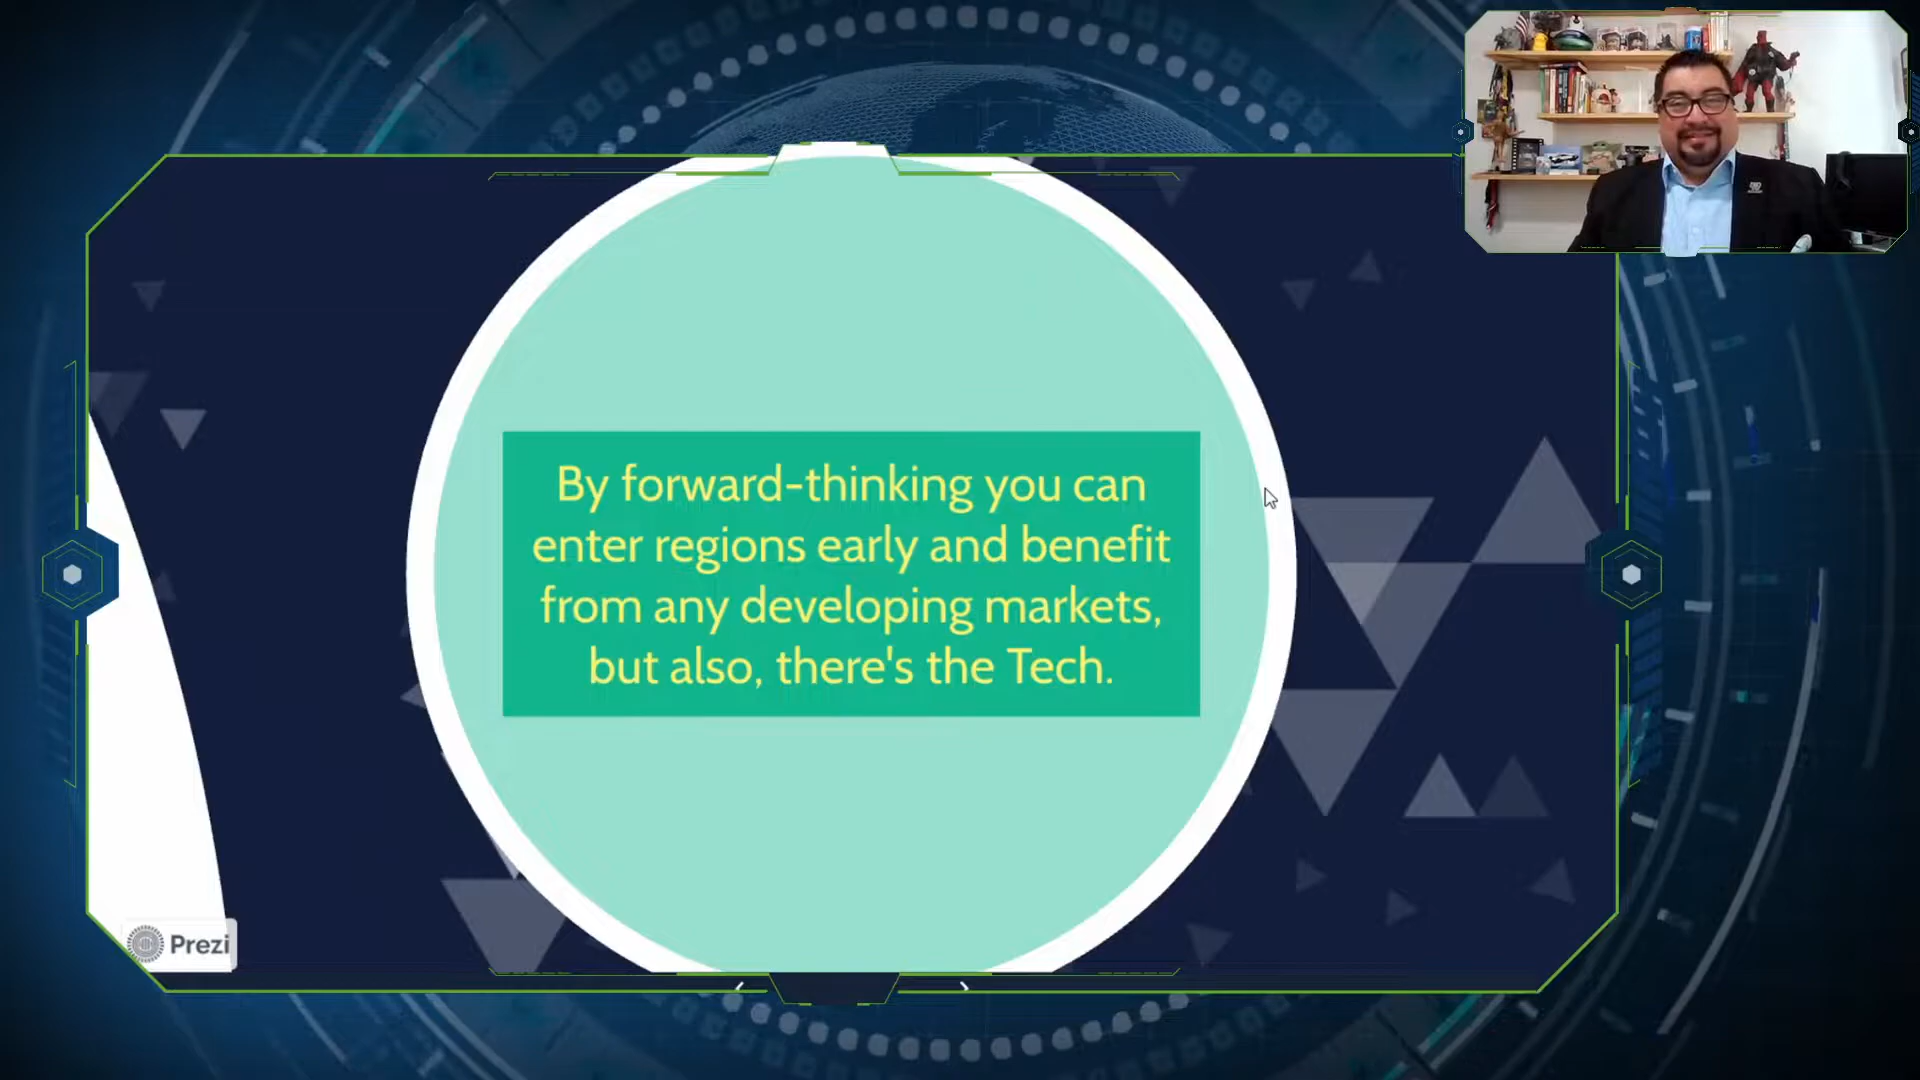 By forward-thinking you can
enter regions early and benefit
from any developing markets,
but also, there's the Tech.
Prezi